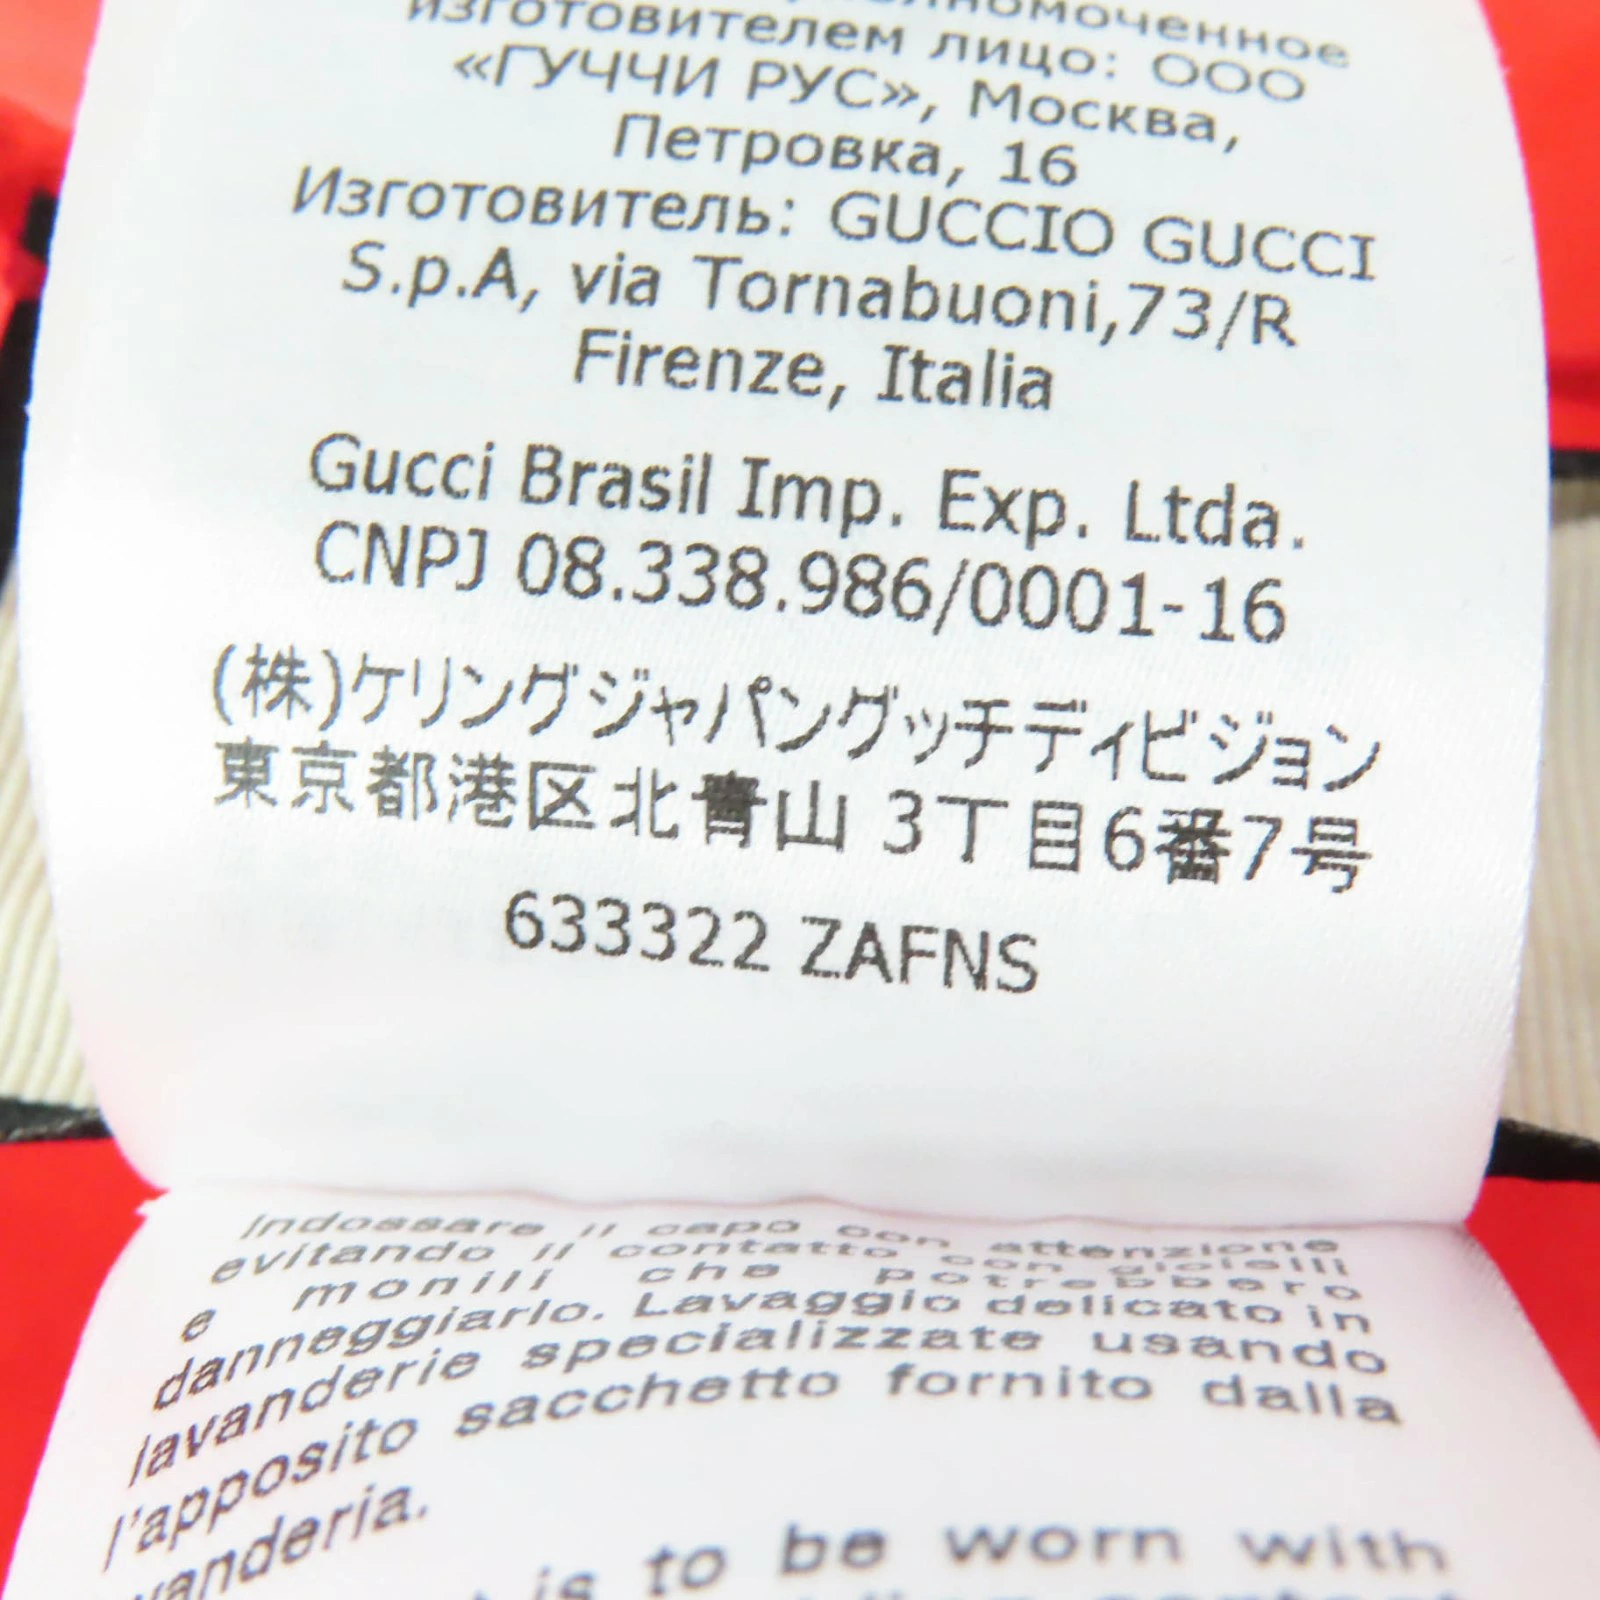 изготовителем лицо: ООО
«ГУЧЧИ РУС», Москва,
Петровка, 16
Изготовитель: GUCCIO GUCCI
S.p.A, via Tornabuoni,73/R
Firenze, Italia
Gucci Brasil Imp. Exp. Ltda.
CNPJ 08.338.986/0001-16
(株)ケリングジャパングッチディビジョン
東京都港区北青山 3丁目6番7号
633322 ZAFNS
Indossare il capo con attenzione
evitando il contatto con gioielli
e monili che potrebbero
danneggiarlo. Lavaggio delicato in
lavanderie specializzate usando
l'apposito sacchetto fornito dalla
is to be worn with